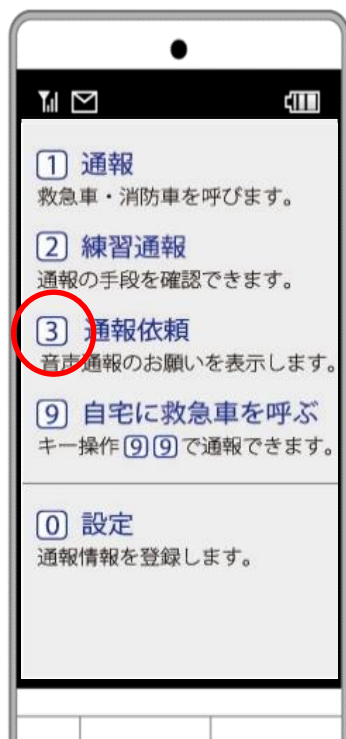 1 通報
救急車・消防車を呼びます。
2 練習通報
通報の手段を確認できます。
3 通報依頼
音声通報のお願いを表示します。
9 自宅に救急車を呼ぶ
キー操作99で通報できます。
0 設定
通報情報を登録します。